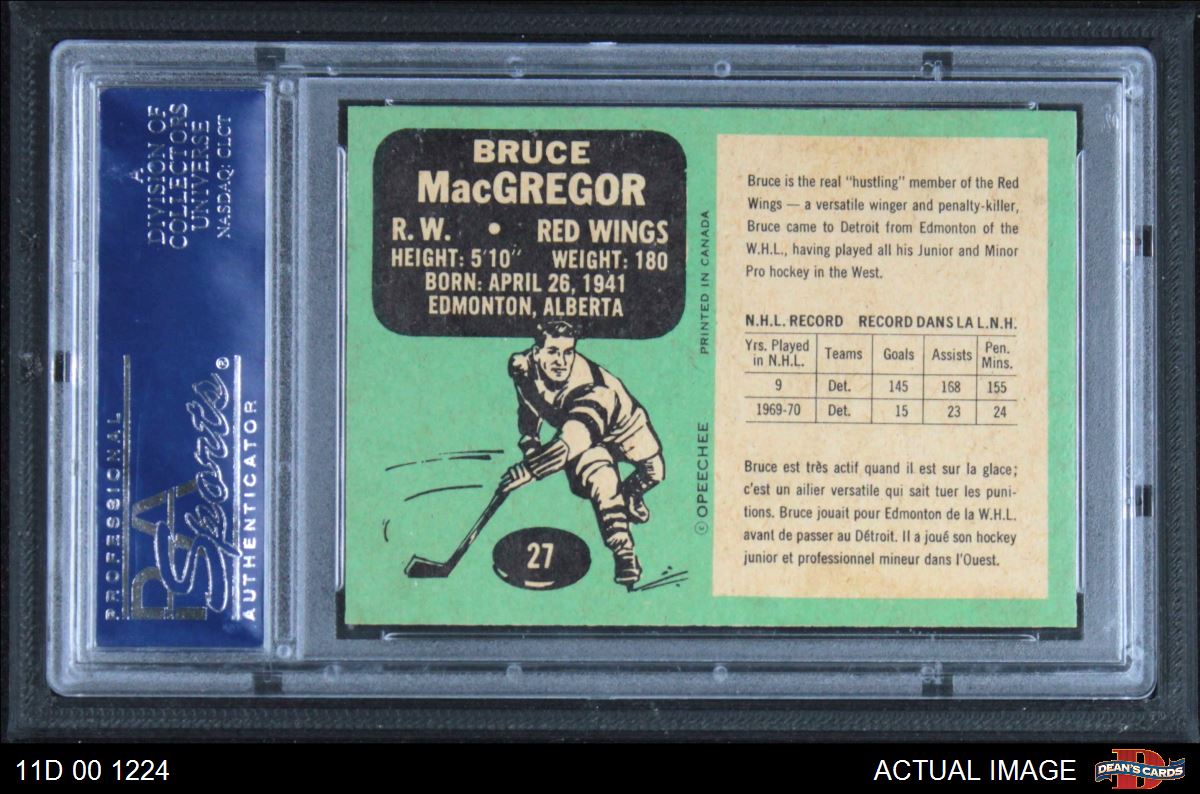 A
DIVISION OF
COLLECTORS
UNIVERSE
NASDAQ: CLCT
PROFESSIONAL
PSA
Sports®
AUTHENTICATOR
BRUCE
MacGREGOR
R.W. • RED WINGS
HEIGHT: 5'10" WEIGHT: 180
BORN: APRIL 26, 1941
EDMONTON, ALBERTA
27
PRINTED IN CANADA
© OPEECHEE
Bruce is the real "hustling" member of the Red
Wings — a versatile winger and penalty-killer,
Bruce came to Detroit from Edmonton of the
W.H.L., having played all his Junior and Minor
Pro hockey in the West.
N.H.L. RECORD RECORD DANS LA L.N.H.
Yrs. Played in N.H.L. Teams Goals Assists Pen. Mins.
9 Det. 145 168 155
1969-70 Det. 15 23 24
Bruce est très actif quand il est sur la glace;
c'est un ailier versatile qui sait tuer les puni-
tions. Bruce jouait pour Edmonton de la W.H.L.
avant de passer au Détroit. Il a joué son hockey
junior et professionnel mineur dans l'Ouest.
11D 00 1224
ACTUAL IMAGE
D
DEAN'S CARDS